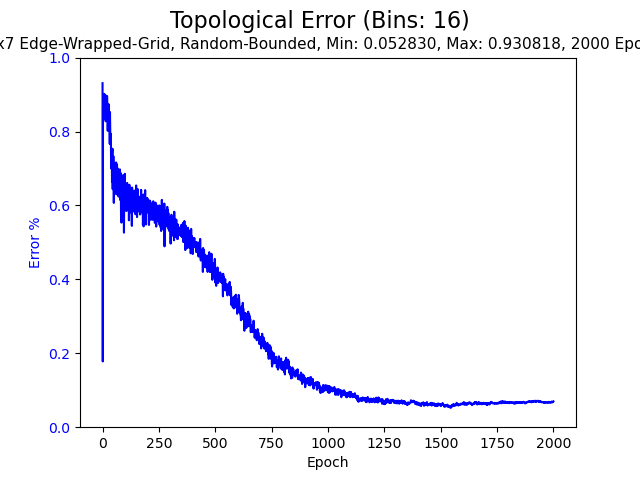 Topological Error (Bins: 16)
Edge-Wrapped-Grid, Random-Bounded, Min: 0.052830, Max: 0.930818, 2000
1.0
0.8
0.6
0.4
0.2
0.0
Error %
0 250 500 750 1000 1250 1500 1750 2000
Epoch